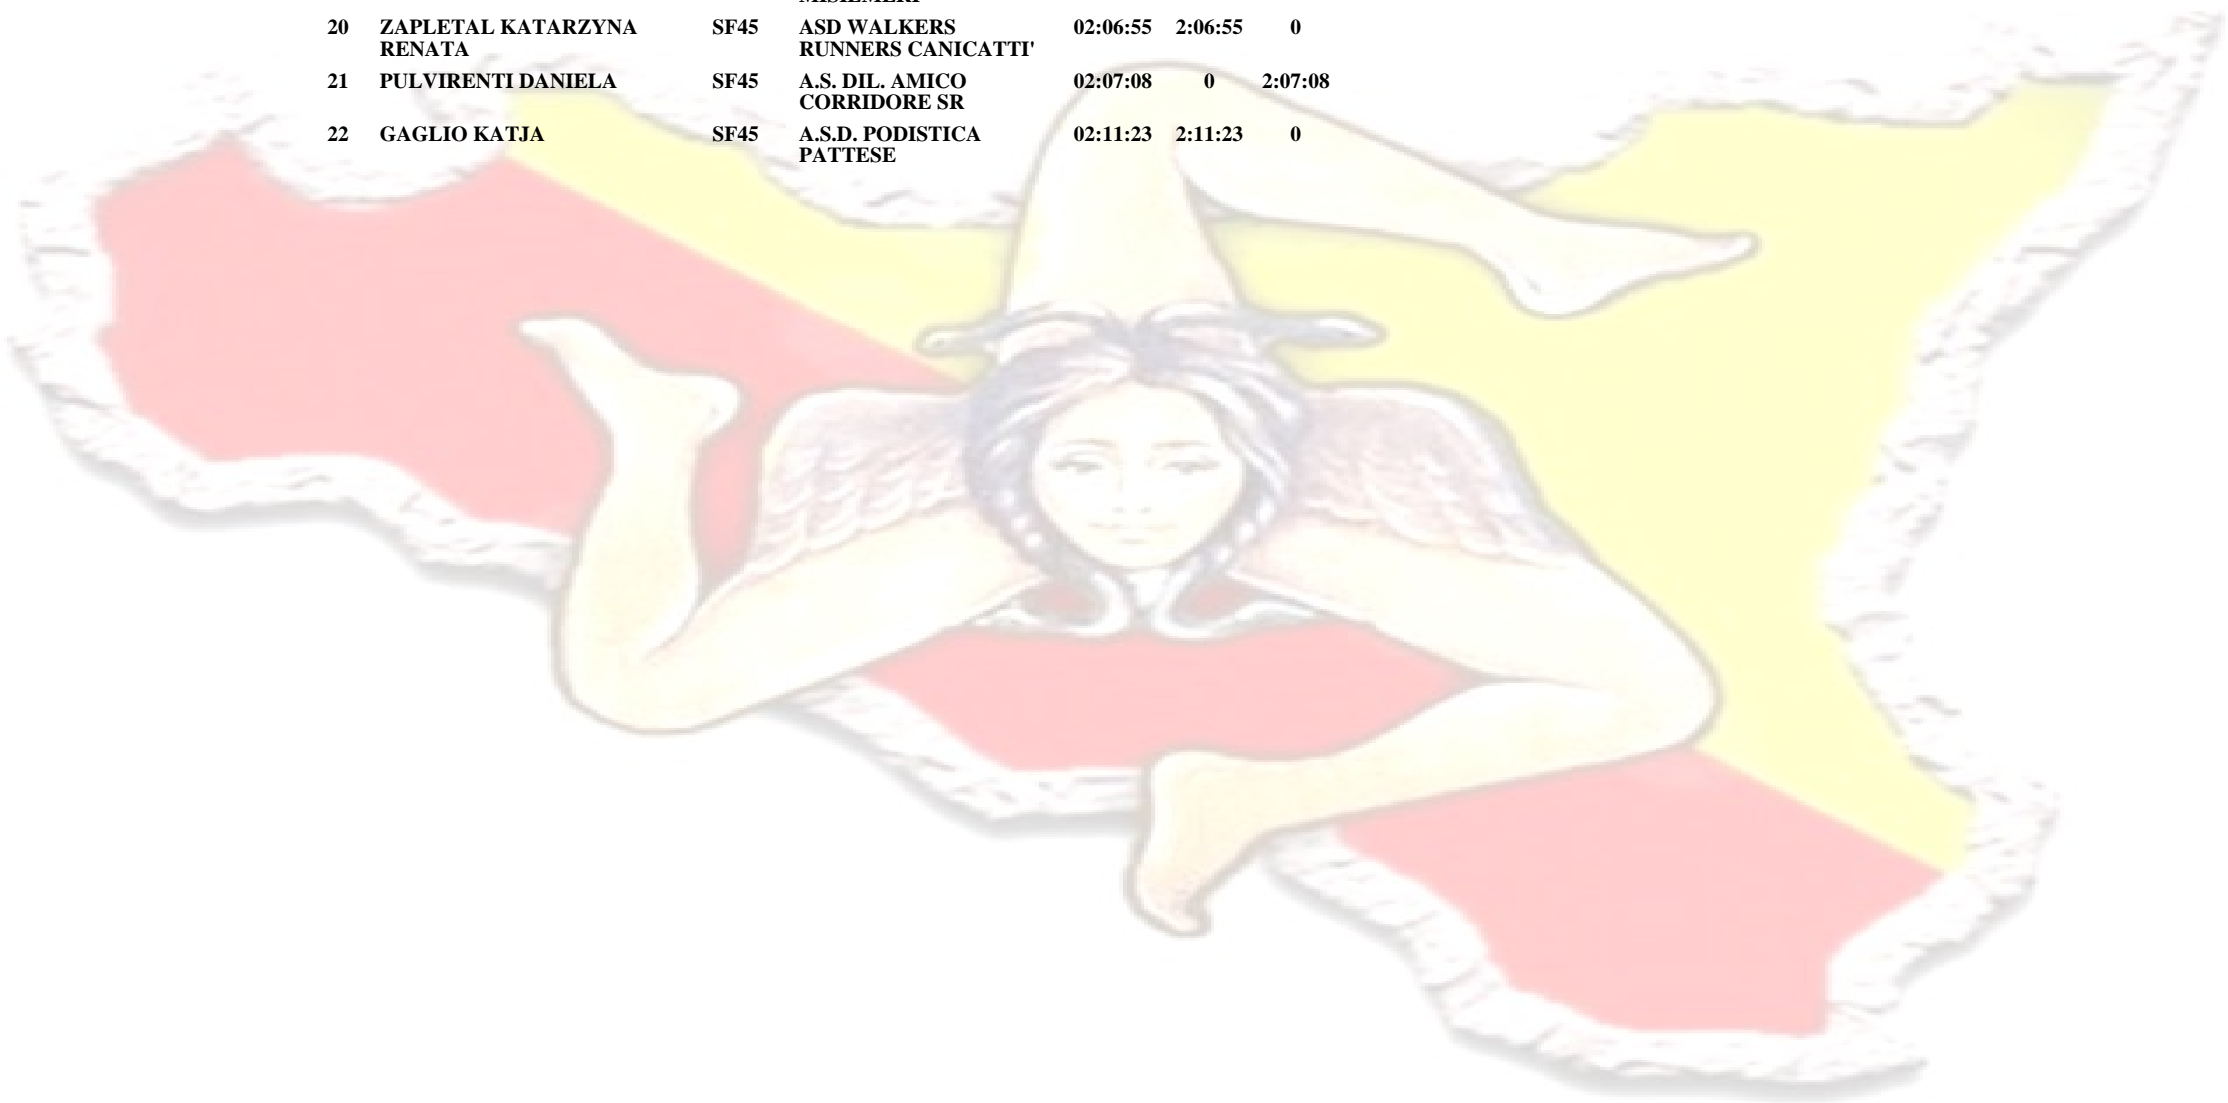 20 ZAPLETAL KATARZYNA SF45 ASD WALKERS 02:06:55 2:06:55 0
RENATA RUNNERS CANICATTI'
21 PULVIRENTI DANIELA SF45 A.S. DIL. AMICO 02:07:08 0 2:07:08
CORRIDORE SR
22 GAGLIO KATJA SF45 A.S.D. PODISTICA 02:11:23 2:11:23 0
PATTESE